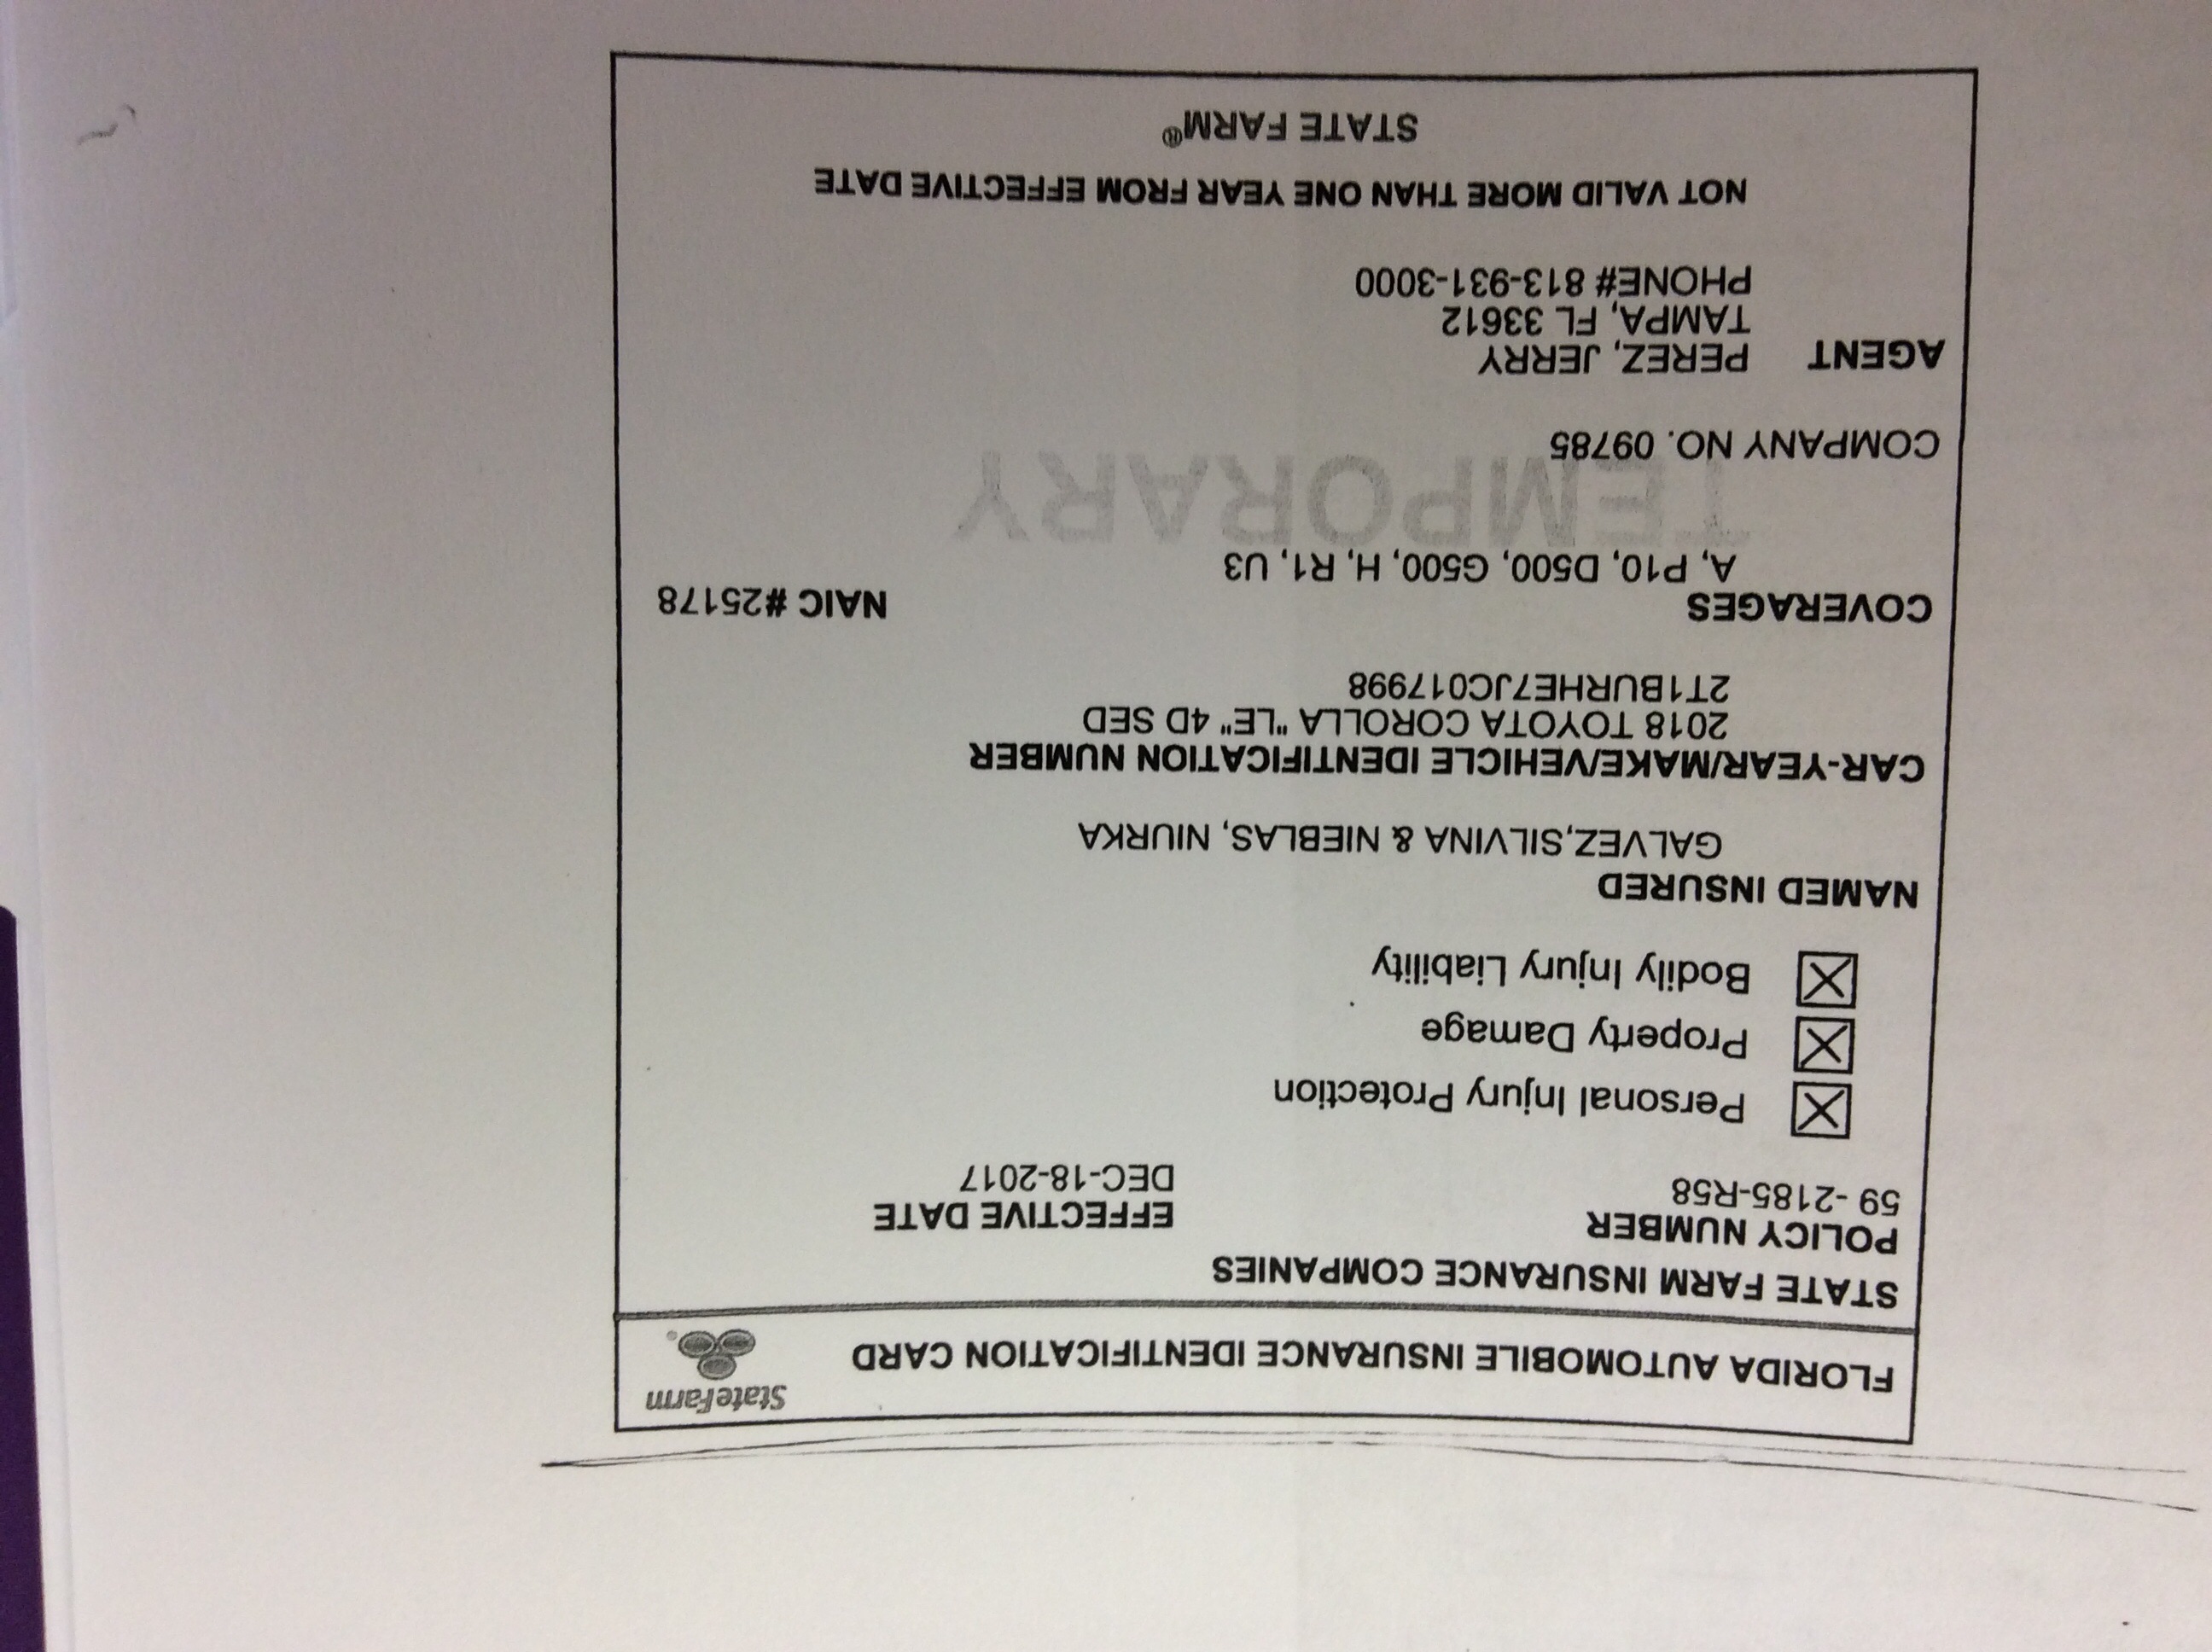 FLORIDA AUTOMOBILE INSURANCE IDENTIFICATION CARD
StateFarm
STATE FARM INSURANCE COMPANIES
POLICY NUMBER
59 -2185-R58
EFFECTIVE DATE
DEC-18-2017
Personal Injury Protection
Property Damage
Bodily Injury Liability
NAMED INSURED
GALVEZ,SILVINA & NIEBLAS, NIURKA
CAR-YEAR/MAKE/VEHICLE IDENTIFICATION NUMBER
2018 TOYOTA COROLLA "LE" 4D SED
2T1BURHE7JC017998
COVERAGES
NAIC #25178
A, P10, D500, G500, H, R1, U3
TEMPORARY
COMPANY NO. 09785
AGENT PEREZ, JERRY
TAMPA, FL 33612
PHONE# 813-931-3000
NOT VALID MORE THAN ONE YEAR FROM EFFECTIVE DATE
STATE FARM®